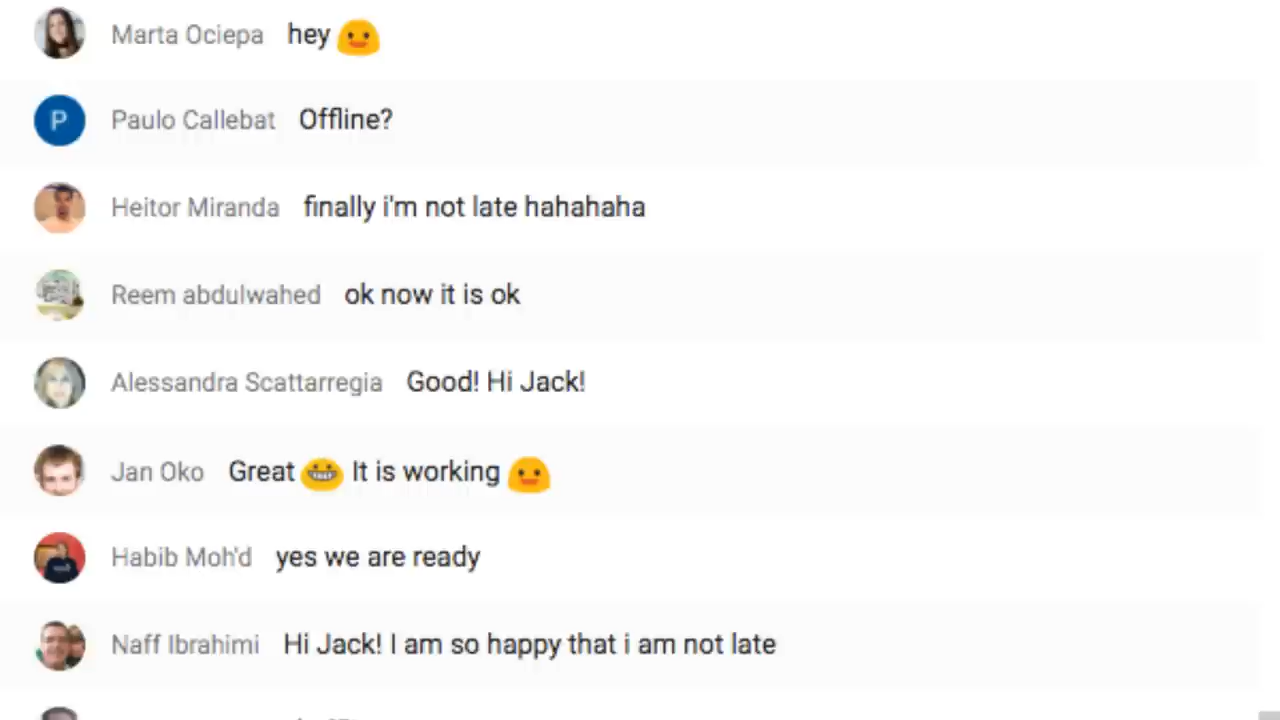 Marta Ociepa hey
P Paulo Callebat Offline?
Heitor Miranda finally i'm not late hahahaha
Reem abdulwahed ok now it is ok
Alessandra Scattarregia Good! Hi Jack!
Jan Oko Great It is working
Habib Moh'd yes we are ready
Naff Ibrahimi Hi Jack! I am so happy that i am not late